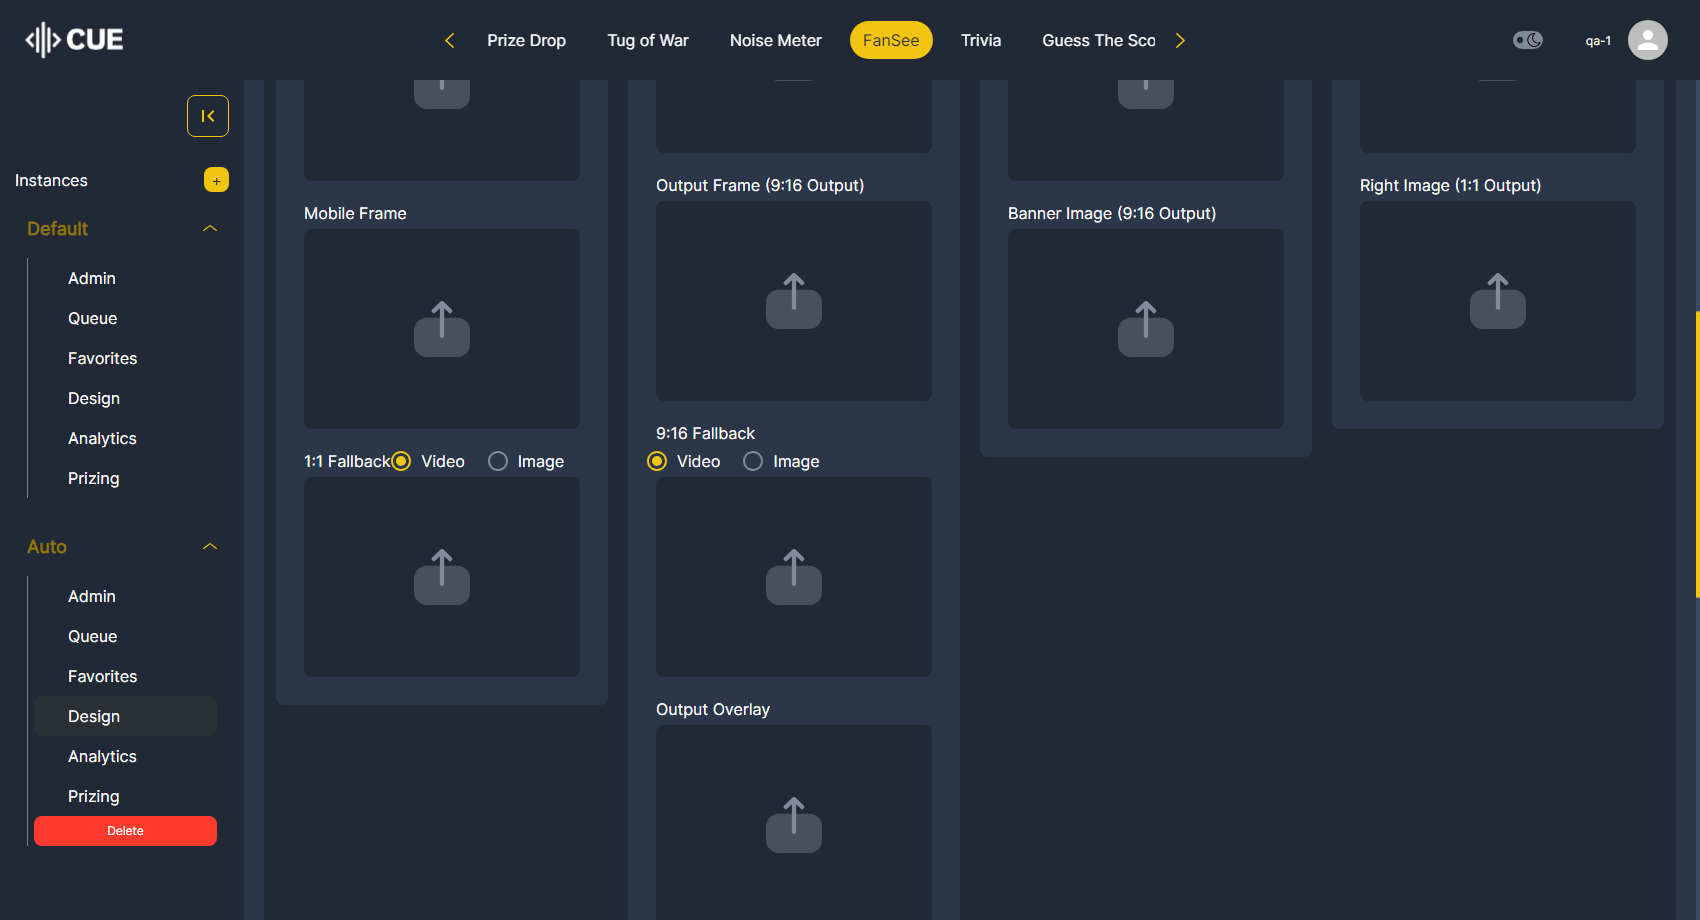 CUE
Prize Drop
Tug of War
Noise Meter
FanSee
Trivia
Guess The Sco
qa-1
Instances
+
Default
Admin
Queue
Favorites
Design
Analytics
Prizing
Auto
Admin
Queue
Favorites
Design
Analytics
Prizing
Delete
Mobile Frame
1:1 Fallback
Video
Image
Output Frame (9:16 Output)
9:16 Fallback
Video
Image
Output Overlay
Banner Image (9:16 Output)
Right Image (1:1 Output)